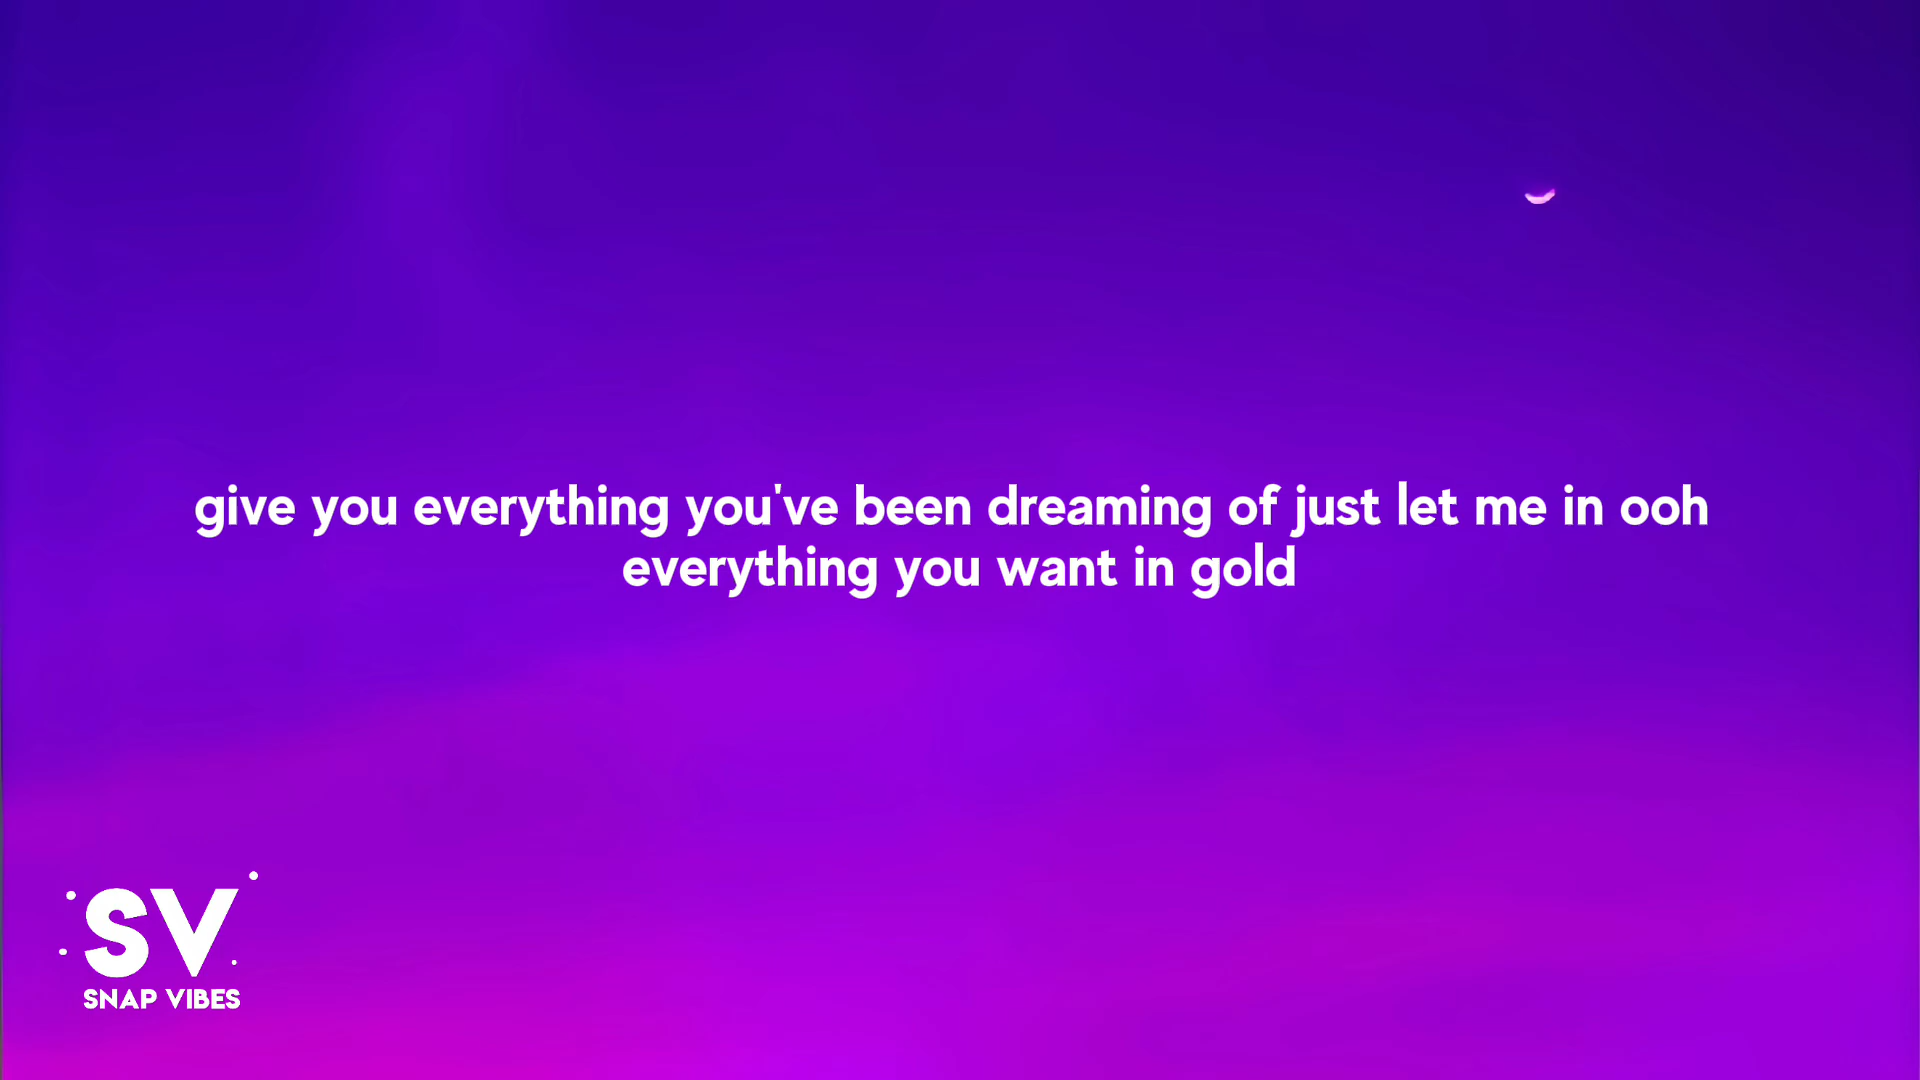 give you everything you've been dreaming of just let me in ooh
everything you want in gold
SV
SNAP VIBES